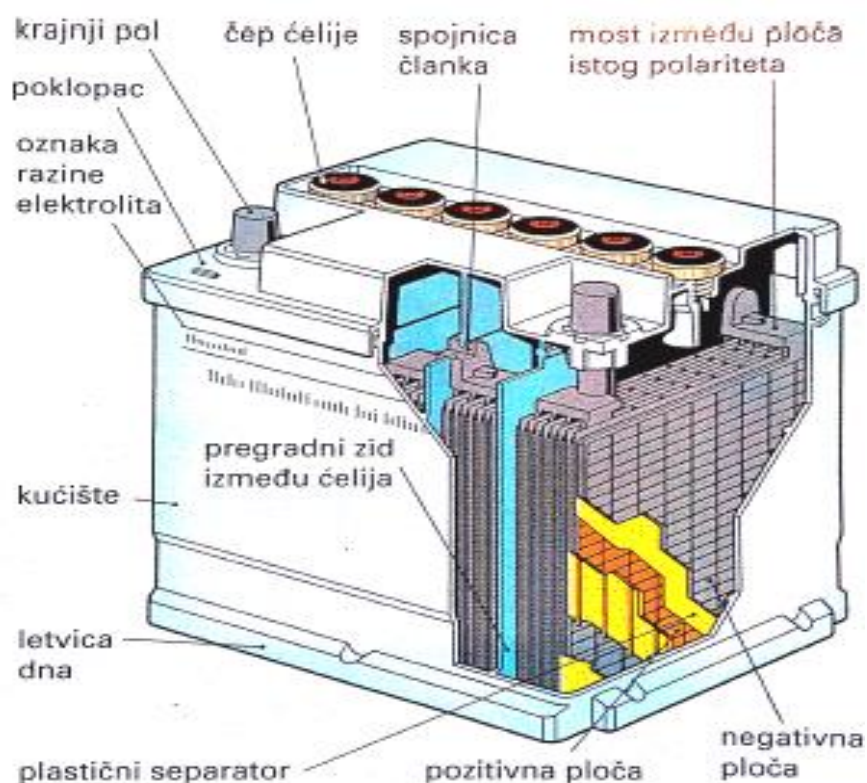 krajnji pol
čep ćelije
spojnica
članka
most između ploča
istog polariteta
poklopac
oznaka
razine
elektrolita
pregradni zid
između ćelija
kućište
letvica
dna
plastični separator
pozitivna ploča
negativna
ploča